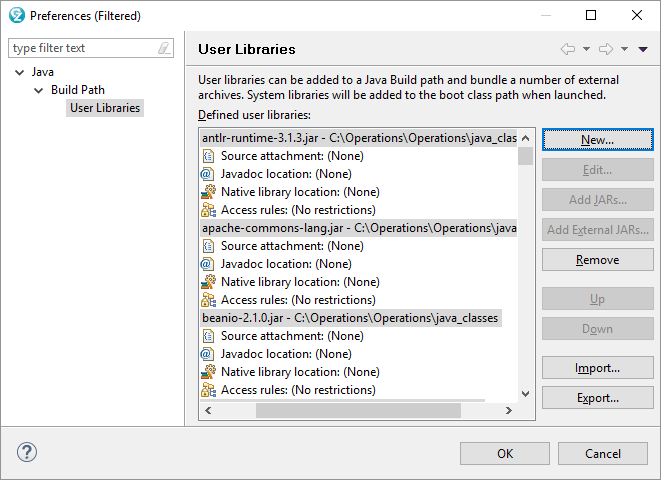 Preferences (Filtered)
type filter text
Java
Build Path
User Libraries
User Libraries
User libraries can be added to a Java Build path and bundle a number of external
archives. System libraries will be added to the boot class path when launched.
Defined user libraries:
antlr-runtime-3.1.3.jar - C:\Operations\Operations\java_clas
Source attachment: (None)
Javadoc location: (None)
Native library location: (None)
Access rules: (No restrictions)
apache-commons-lang.jar - C:\Operations\Operations\java
Source attachment: (None)
Javadoc location: (None)
Native library location: (None)
Access rules: (No restrictions)
beanio-2.1.0.jar - C:\Operations\Operations\java_classes
Source attachment: (None)
Javadoc location: (None)
Native library location: (None)
Access rules: (No restrictions)
New...
Edit...
Add JARs...
Add External JARs...
Remove
Up
Down
Import...
Export...
?
OK
Cancel